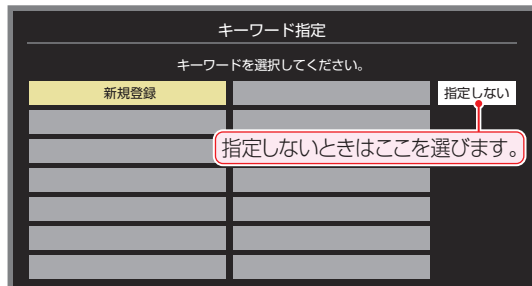 キーワード指定
キーワードを選択してください。
新規登録
指定しない
指定しないときはここを選びます。